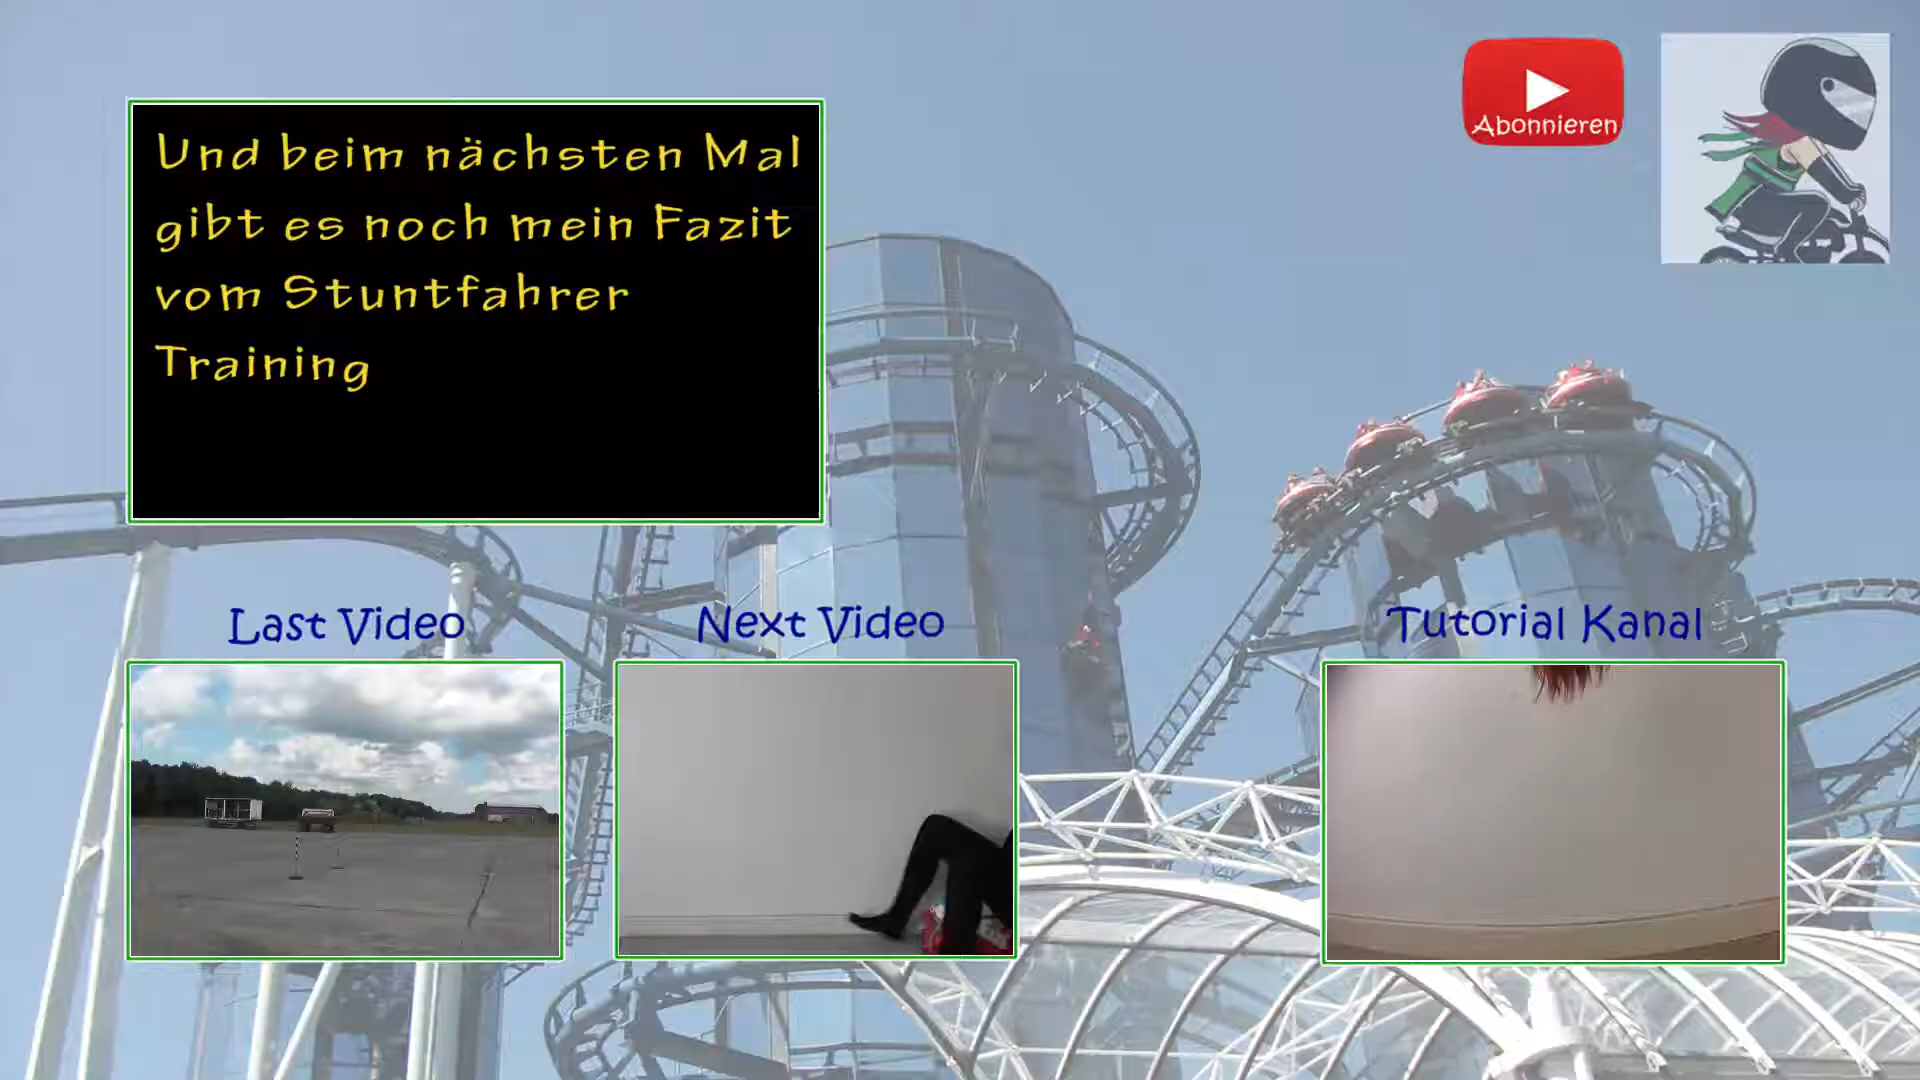 Und beim nächsten Mal
gibt es noch mein Fazit
vom Stuntfahrer
Training
Abonnieren
Last Video
Next Video
Tutorial Kanal